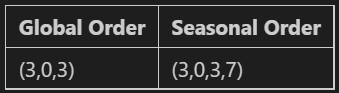 Global Order Seasonal Order
(3,0,3) (3,0,3,7)